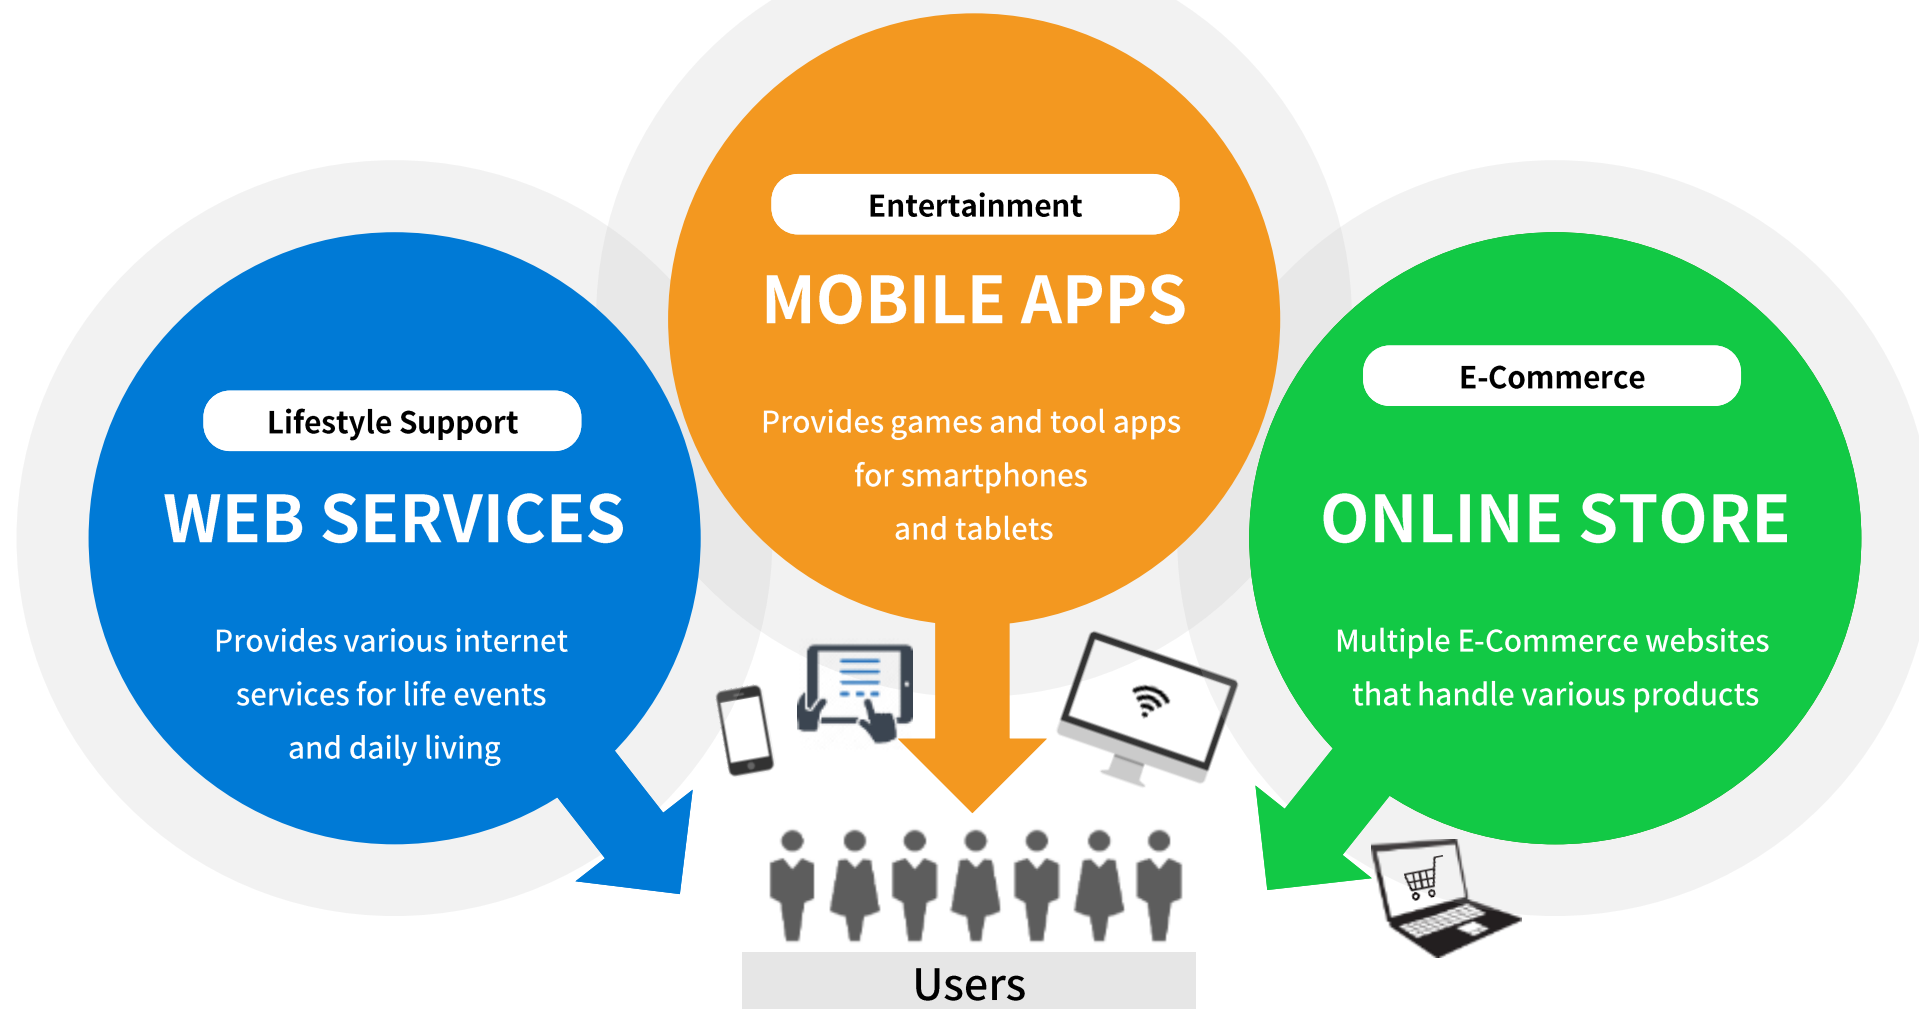 Lifestyle Support
WEB SERVICES
Provides various internet
services for life events
and daily living
Entertainment
MOBILE APPS
Provides games and tool apps
for smartphones
and tablets
E-Commerce
ONLINE STORE
Multiple E-Commerce websites
that handle various products
Users